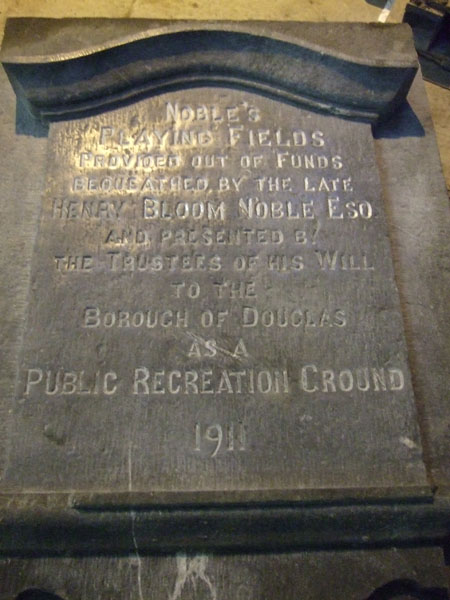 Noble's
Playing Fields
Provided out of Funds
bequeathed by the late
Henry Bloom Noble Esq
and presented by
the Trustees of his Will
to the
Borough of Douglas
as a
Public Recreation Ground
1911